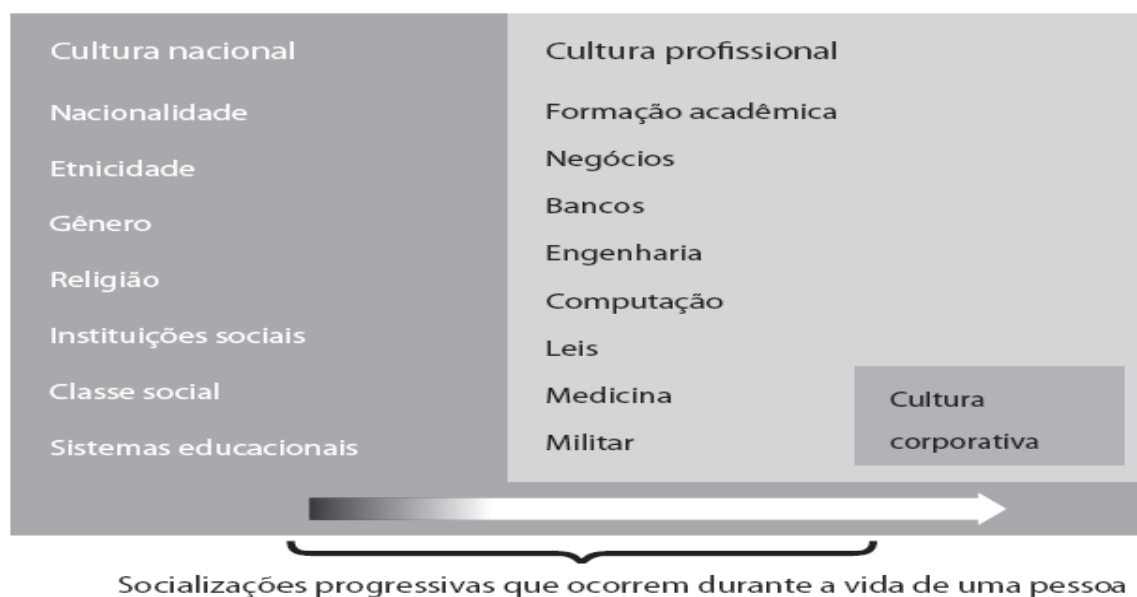 Cultura nacional
Nacionalidade
Etnicidade
Gênero
Religião
Instituições sociais
Classe social
Sistemas educacionais
Cultura profissional
Formação acadêmica
Negócios
Bancos
Engenharia
Computação
Leis
Medicina
Militar
Cultura
corporativa
Socializações progressivas que ocorrem durante a vida de uma pessoa